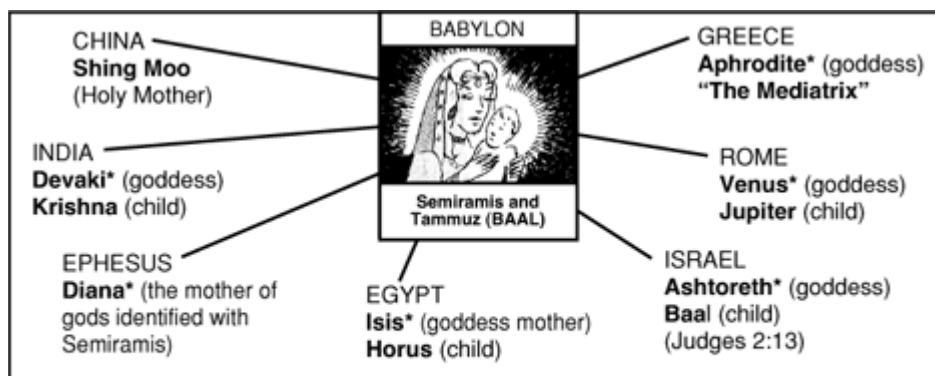 BABYLON
Semiramis and
Tammuz (BAAL)
CHINA
Shing Moo
(Holy Mother)
INDIA
Devaki* (goddess)
Krishna (child)
EPHESUS
Diana* (the mother of
gods identified with
Semiramis)
EGYPT
Isis* (goddess mother)
Horus (child)
GREECE
Aphrodite* (goddess)
“The Mediatrix”
ROME
Venus* (goddess)
Jupiter (child)
ISRAEL
Ashtoreth* (goddess)
Baal (child)
(Judges 2:13)